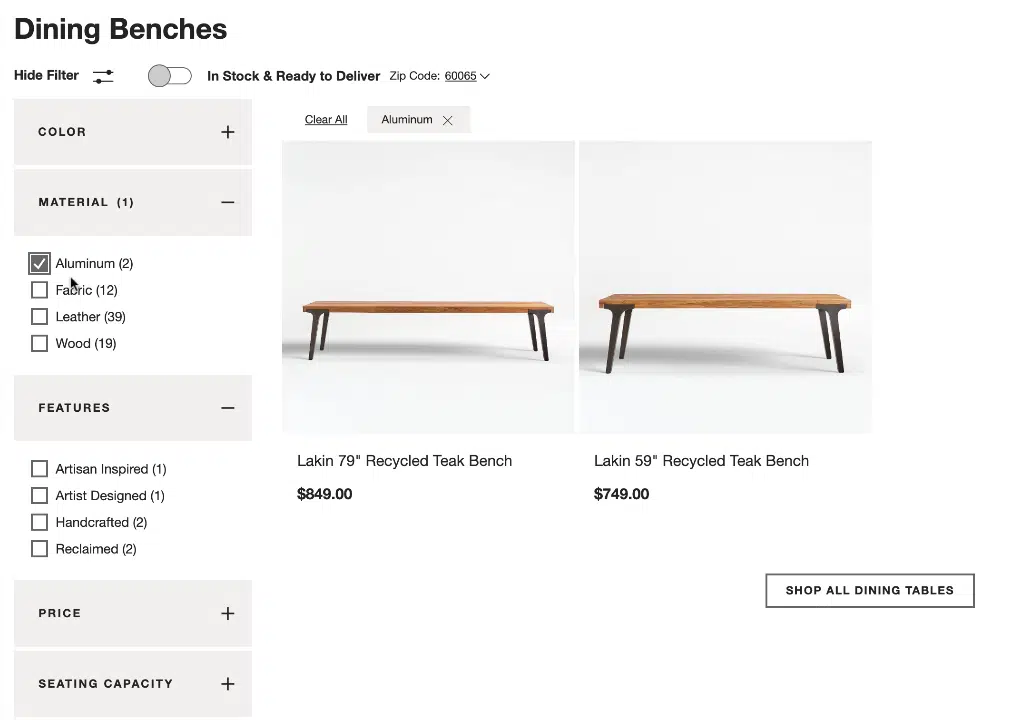 Dining Benches
Hide Filter
In Stock & Ready to Deliver Zip Code: 60065
COLOR
Clear All
Aluminum
MATERIAL (1)
Aluminum (2)
Fabric (12)
Leather (39)
Wood (19)
FEATURES
Artisan Inspired (1)
Artist Designed (1)
Handcrafted (2)
Reclaimed (2)
PRICE
SEATING CAPACITY
Lakin 79" Recycled Teak Bench
$849.00
Lakin 59" Recycled Teak Bench
$749.00
SHOP ALL DINING TABLES